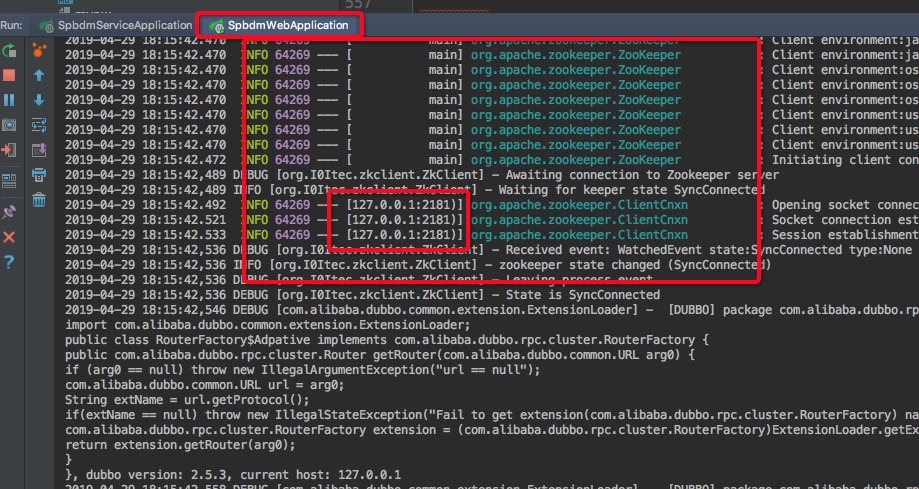 557
Run: SpbdmServiceApplication SpbdmWebApplication
2019-04-29 18:15:42.470 INFO 64269 --- [ main] org.apache.zookeeper.ZooKeeper : Client environment:ja
2019-04-29 18:15:42.470 INFO 64269 --- [ main] org.apache.zookeeper.ZooKeeper : Client environment:ja
2019-04-29 18:15:42.470 INFO 64269 --- [ main] org.apache.zookeeper.ZooKeeper : Client environment:os
2019-04-29 18:15:42.470 INFO 64269 --- [ main] org.apache.zookeeper.ZooKeeper : Client environment:os
2019-04-29 18:15:42.470 INFO 64269 --- [ main] org.apache.zookeeper.ZooKeeper : Client environment:os
2019-04-29 18:15:42.470 INFO 64269 --- [ main] org.apache.zookeeper.ZooKeeper : Client environment:us
2019-04-29 18:15:42.470 INFO 64269 --- [ main] org.apache.zookeeper.ZooKeeper : Client environment:us
2019-04-29 18:15:42.470 INFO 64269 --- [ main] org.apache.zookeeper.ZooKeeper : Client environment:us
2019-04-29 18:15:42.472 INFO 64269 --- [ main] org.apache.zookeeper.ZooKeeper : Initiating client con
2019-04-29 18:15:42,489 DEBUG [org.I0Itec.zkclient.ZkClient] - Awaiting connection to Zookeeper server
2019-04-29 18:15:42,489 INFO [org.I0Itec.zkclient.ZkClient] - Waiting for keeper state SyncConnected
2019-04-29 18:15:42.492 INFO 64269 --- [127.0.0.1:2181)] org.apache.zookeeper.ClientCnxn : Opening socket connec
2019-04-29 18:15:42.521 INFO 64269 --- [127.0.0.1:2181)] org.apache.zookeeper.ClientCnxn : Socket connection est
2019-04-29 18:15:42.533 INFO 64269 --- [127.0.0.1:2181)] org.apache.zookeeper.ClientCnxn : Session establishment
2019-04-29 18:15:42,536 DEBUG [org.I0Itec.zkclient.ZkClient] - Received event: WatchedEvent state:SyncConnected type:None
2019-04-29 18:15:42,536 INFO [org.I0Itec.zkclient.ZkClient] - zookeeper state changed (SyncConnected)
2019-04-29 18:15:42,536 DEBUG [org.I0Itec.zkclient.ZkClient] - Leaving process event
2019-04-29 18:15:42,536 DEBUG [org.I0Itec.zkclient.ZkClient] - State is SyncConnected
2019-04-29 18:15:42,546 DEBUG [com.alibaba.dubbo.common.extension.ExtensionLoader] - [DUBBO] package com.alibaba.dubbo.rp
import com.alibaba.dubbo.common.extension.ExtensionLoader;
public class RouterFactory$Adpative implements com.alibaba.dubbo.rpc.cluster.RouterFactory {
public com.alibaba.dubbo.rpc.cluster.Router getRouter(com.alibaba.dubbo.common.URL arg0) {
if (arg0 == null) throw new IllegalArgumentException("url == null");
com.alibaba.dubbo.common.URL url = arg0;
String extName = url.getProtocol();
if(extName == null) throw new IllegalStateException("Fail to get extension(com.alibaba.dubbo.rpc.cluster.RouterFactory) na
com.alibaba.dubbo.rpc.cluster.RouterFactory extension = (com.alibaba.dubbo.rpc.cluster.RouterFactory)ExtensionLoader.getEx
return extension.getRouter(arg0);
}
}, dubbo version: 2.5.3, current host: 127.0.0.1
2019-04-29 18:15:42,558 DEBUG [com.alibaba.dubbo.common.extension.ExtensionLoader] - [DUBBO] package com.alibaba.dubbo.rp